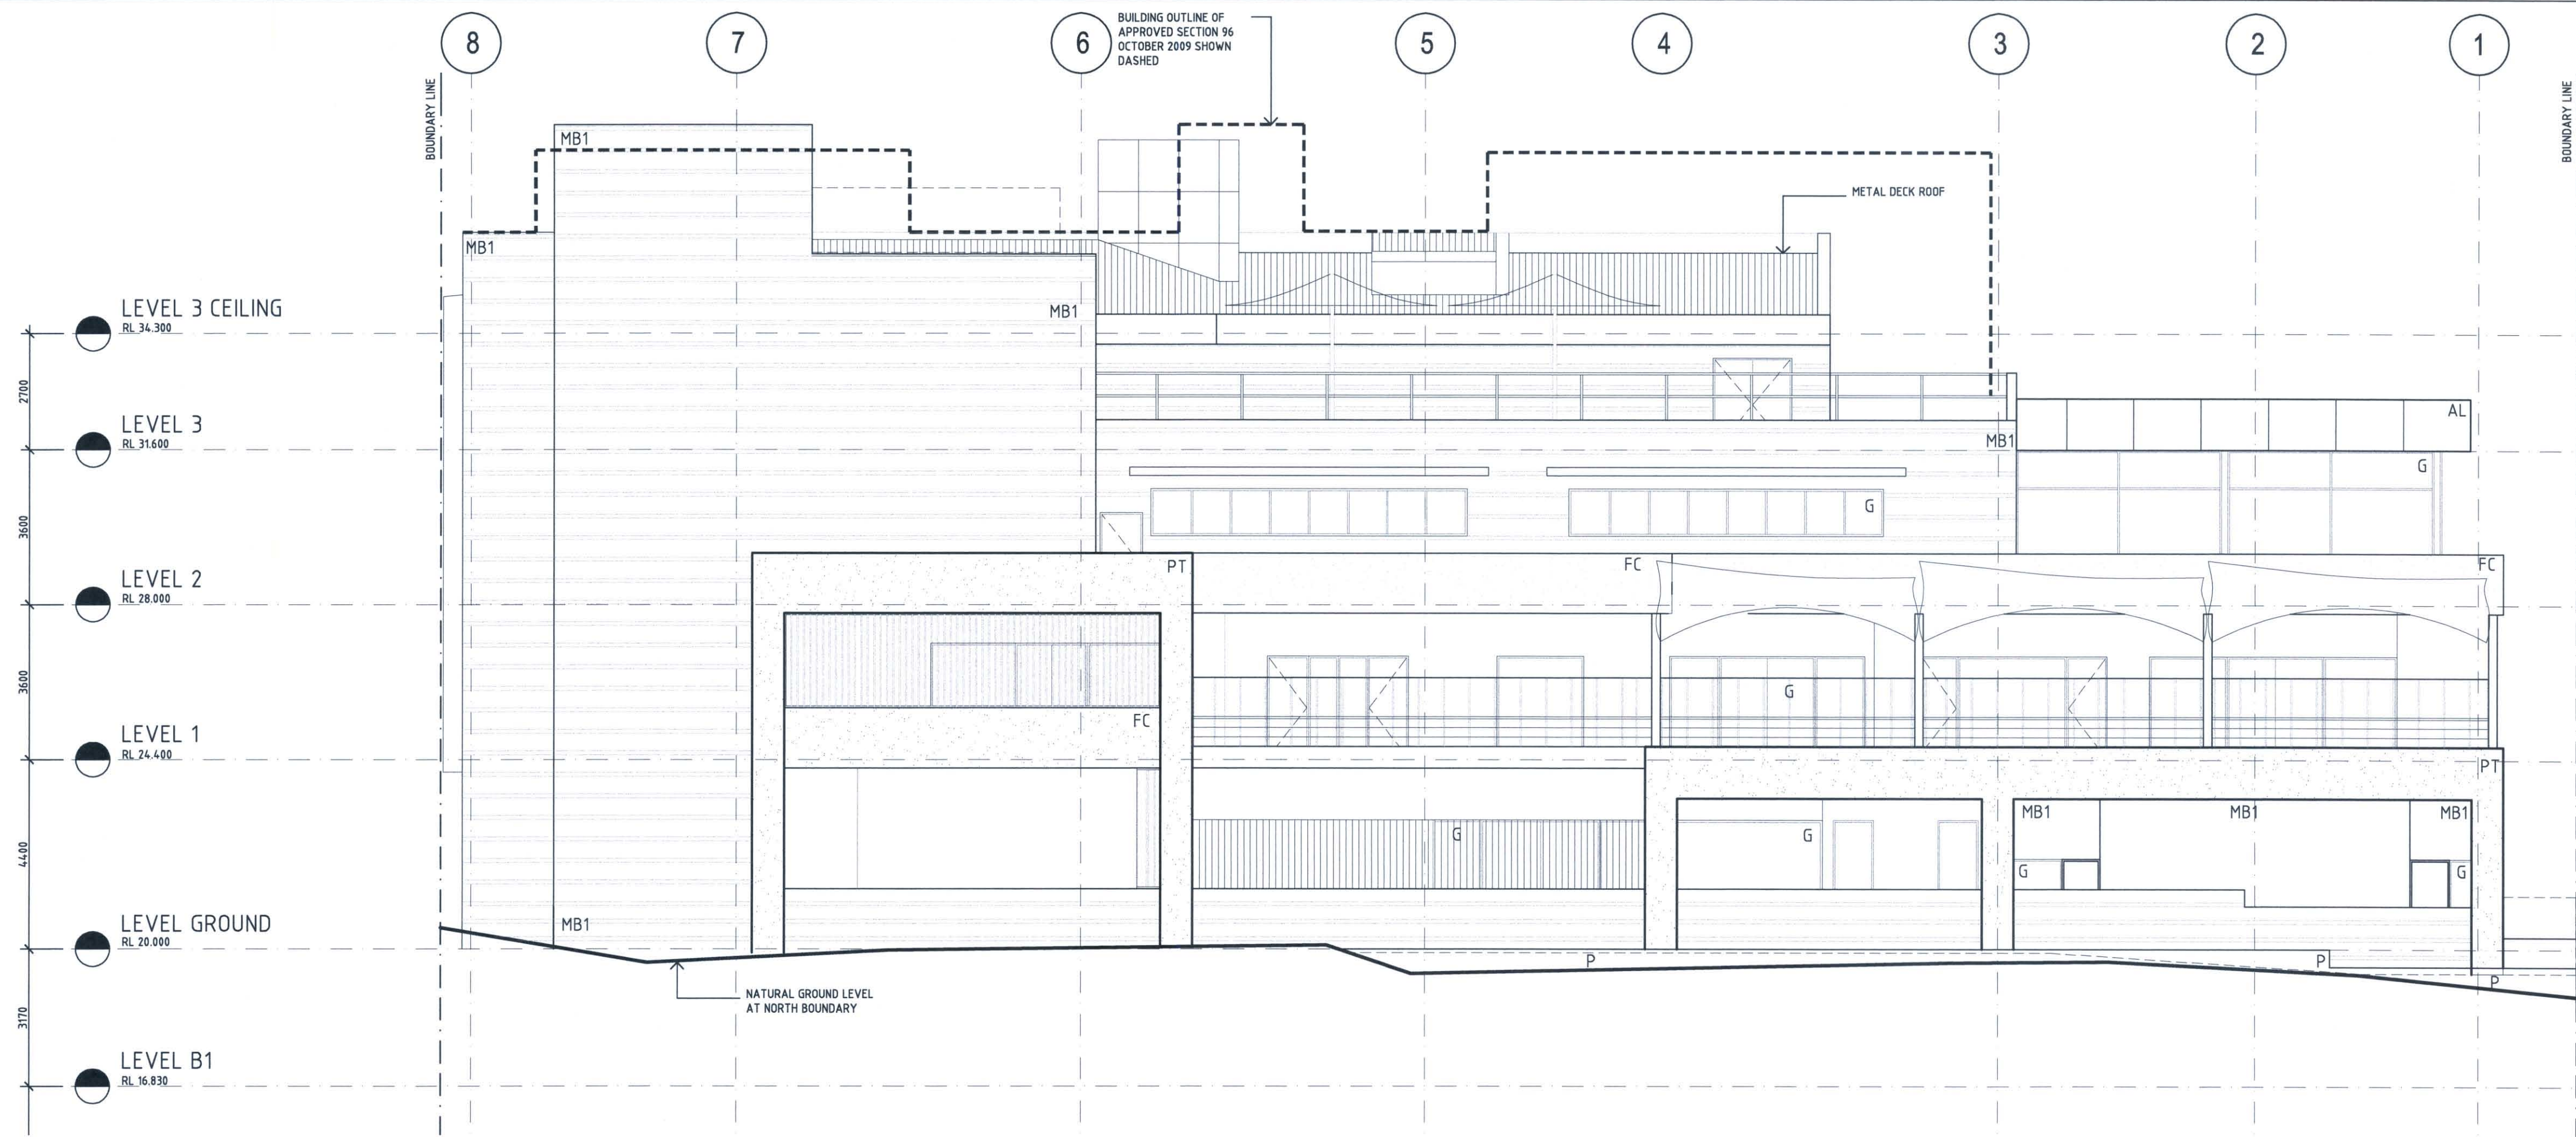 8
7
6
5
4
3
2
1
BUILDING OUTLINE OF
APPROVED SECTION 96
OCTOBER 2009 SHOWN
DASHED
BOUNDARY LINE
BOUNDARY LINE
MB1
METAL DECK ROOF
MB1
LEVEL 3 CEILING
RL 34.300
MB1
2700
LEVEL 3
RL 31.600
AL
MB1
G
3600
G
LEVEL 2
RL 28.000
PT
FC
FC
3600
G
FC
LEVEL 1
RL 24.400
PT
4400
MB1
MB1
MB1
G
G
G
G
LEVEL GROUND
RL 20.000
MB1
P
P
P
NATURAL GROUND LEVEL
AT NORTH BOUNDARY
3170
LEVEL B1
RL 16.830